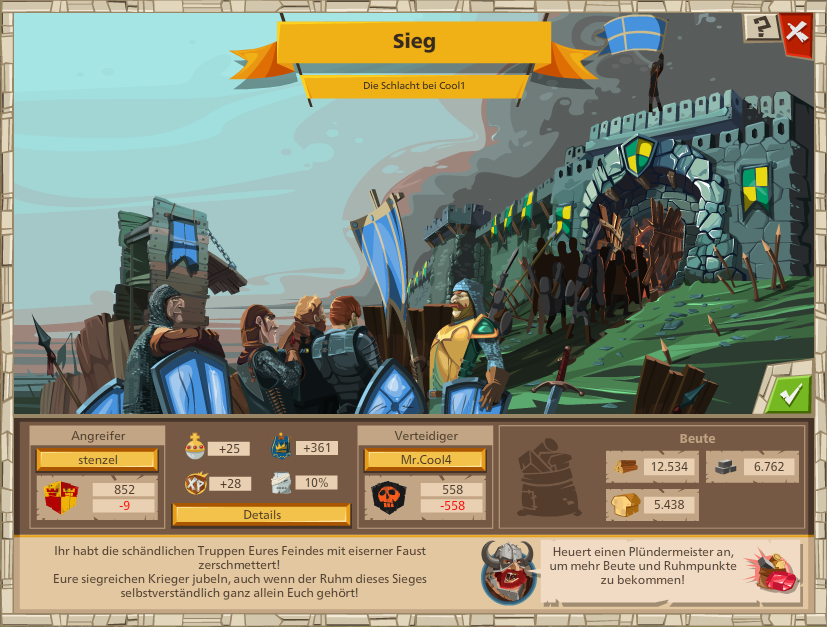 Sieg
Die Schlacht bei Cool1
?
Angreifer
stenzel
852
-9
+25
+361
XP
+28
10%
Details
Verteidiger
Mr.Cool4
558
-558
Beute
12.534
6.762
5.438
Ihr habt die schändlichen Truppen Eures Feindes mit eiserner Faust
zerschmettert!
Eure siegreichen Krieger jubeln, auch wenn der Ruhm dieses Sieges
selbstverständlich ganz allein Euch gehört!
Heuert einen Plündermeister an,
um mehr Beute und Ruhmpunkte
zu bekommen!